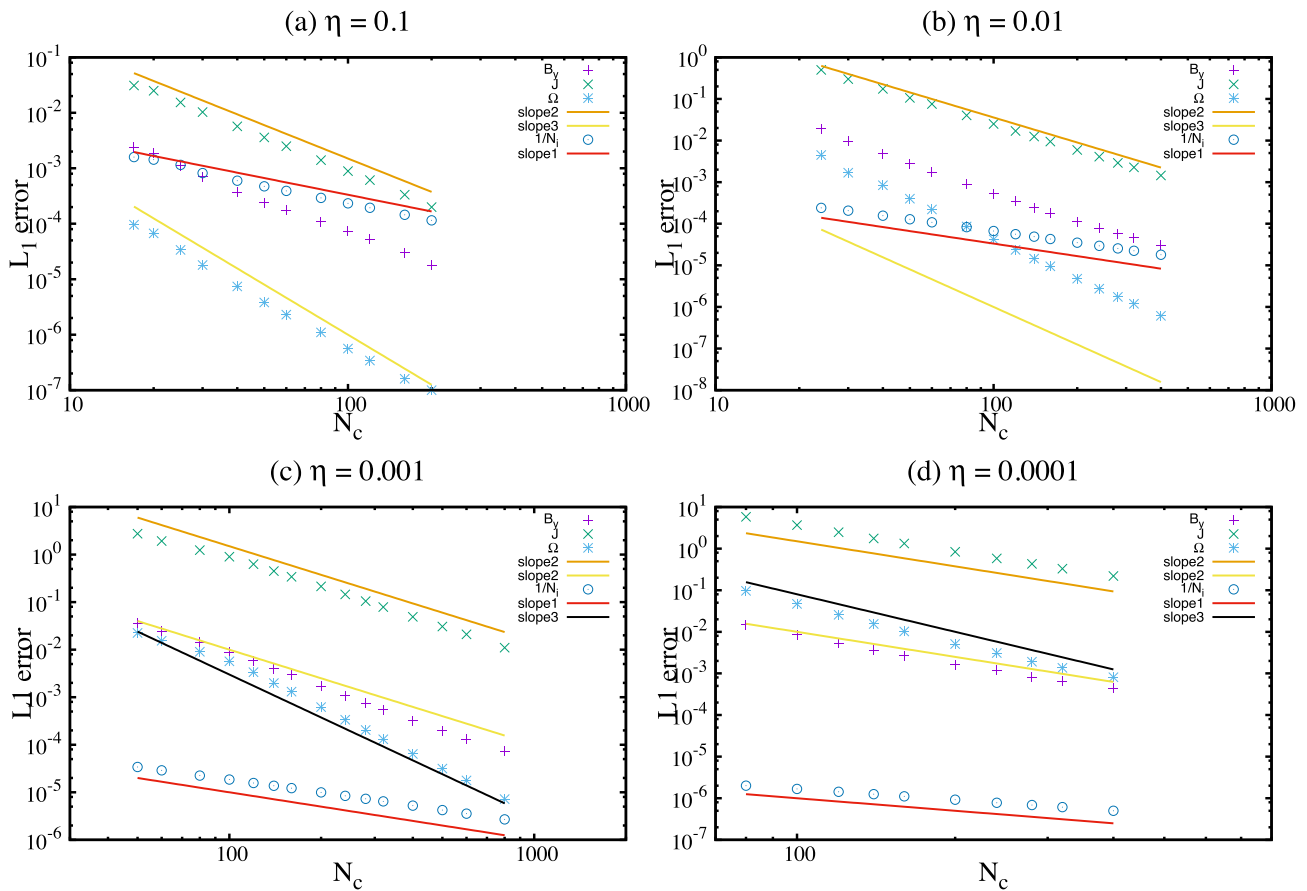 (a) η = 0.1
10⁻¹
10⁻²
10⁻³
10⁻⁴
10⁻⁵
10⁻⁶
10⁻⁷
L₁ error
B_y
J
Ω
slope2
slope3
1/N_i
slope1
10
100
1000
N_c
(b) η = 0.01
10⁰
10⁻¹
10⁻²
10⁻³
10⁻⁴
10⁻⁵
10⁻⁶
10⁻⁷
10⁻⁸
L₁ error
B_y
J
Ω
slope2
slope3
1/N_i
slope1
10
100
1000
N_c
(c) η = 0.001
10¹
10⁰
10⁻¹
10⁻²
10⁻³
10⁻⁴
10⁻⁵
10⁻⁶
L1 error
B_y
J
Ω
slope2
slope2
1/N_i
slope1
slope3
100
1000
N_c
(d) η = 0.0001
10¹
10⁰
10⁻¹
10⁻²
10⁻³
10⁻⁴
10⁻⁵
10⁻⁶
10⁻⁷
L1 error
B_y
J
Ω
slope2
slope2
1/N_i
slope1
slope3
100
N_c